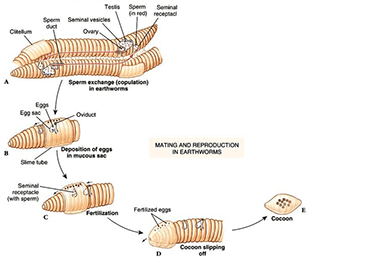 Testis
Sperm
(in red)
Seminal
receptacl
Seminal vesicles
Ovary
Sperm
duct
Clitellum
A
Sperm exchange (copulation)
in earthworms
Eggs
Egg sac
Oviduct
B
Deposition of eggs
in mucous sac
Slime tube
MATING AND REPRODUCTION
IN EARTHWORMS
Seminal
receptacle
(with sperm)
C
Fertilization
Fertilized eggs
D
Cocoon slipping
off
E
Cocoon